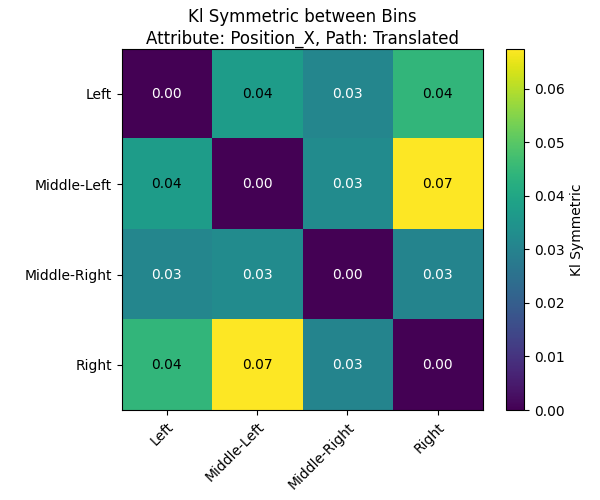 Kl Symmetric between Bins
Attribute: Position_X, Path: Translated
Left
0.00
0.04
0.03
0.04
Middle-Left
0.04
0.00
0.03
0.07
Middle-Right
0.03
0.03
0.00
0.03
Right
0.04
0.07
0.03
0.00
Left
Middle-Left
Middle-Right
Right
0.06
0.05
0.04
0.03
0.02
0.01
0.00
Kl Symmetric